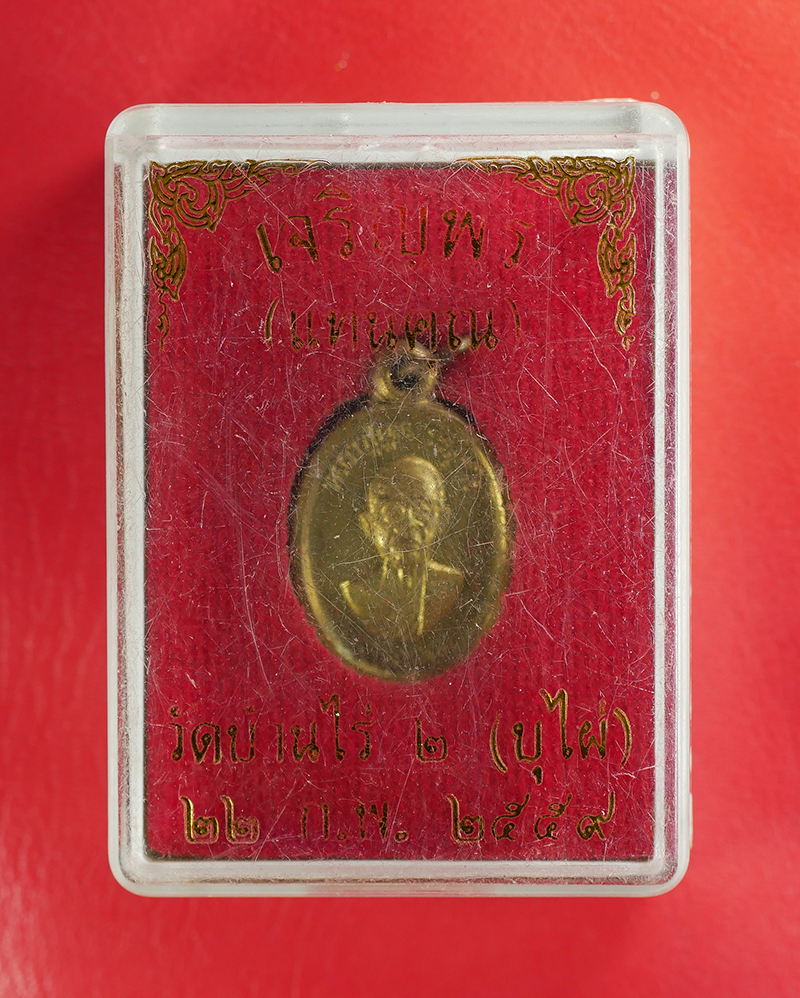 เจริญพร
(แทนคุณ)
วัดบ้านไร่ ๒ (บุไผ่)
๒๒ ก.พ. ๒๕๕๙